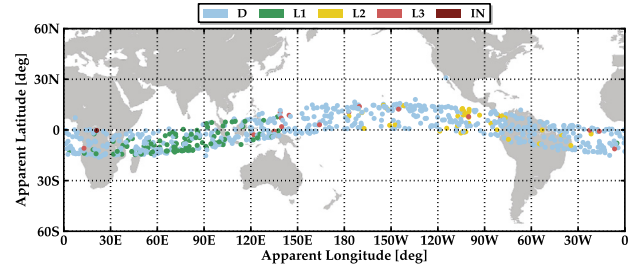 D L1 L2 L3 IN
60N
30N
0
30S
60S
0 30E 60E 90E 120E 150E 180E 150W 120W 90W 60W 30W 0
Apparent Longitude [deg]
Apparent Latitude [deg]